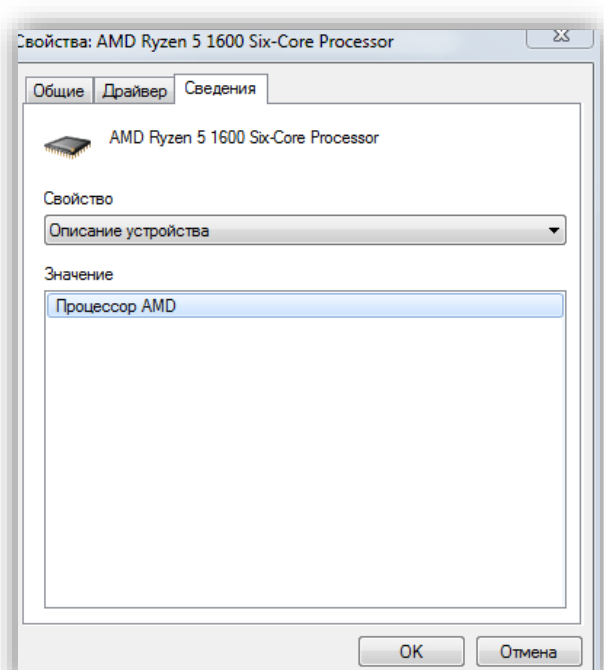 Свойства: AMD Ryzen 5 1600 Six-Core Processor
Общие Драйвер Сведения
AMD Ryzen 5 1600 Six-Core Processor
Свойство
Описание устройства
Значение
Процессор AMD
OK Отмена